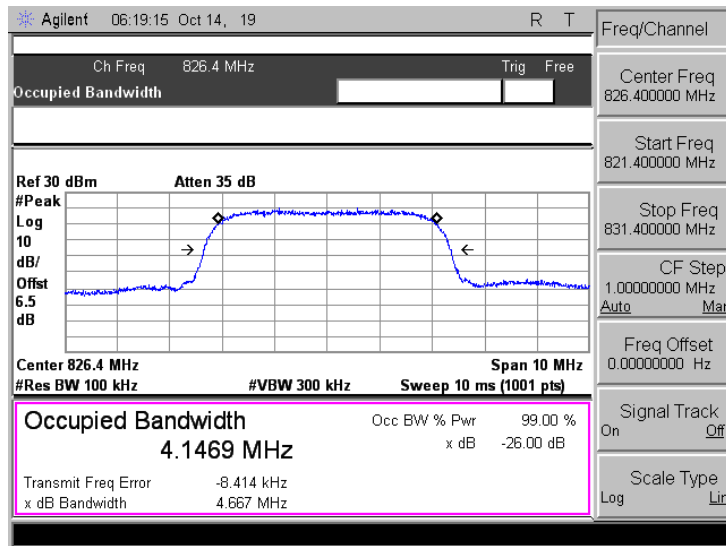 Agilent 06:19:15 Oct 14, 19 R T
Freq/Channel
Ch Freq 826.4 MHz Trig Free
Occupied Bandwidth
Center Freq
826.400000 MHz
Start Freq
821.400000 MHz
Stop Freq
831.400000 MHz
CF Step
1.00000000 MHz
Auto Man
Freq Offset
0.00000000 Hz
Signal Track
On Off
Scale Type
Log Lin
Ref 30 dBm Atten 35 dB
#Peak
Log
10
dB/
Offst
6.5
dB
Center 826.4 MHz Span 10 MHz
#Res BW 100 kHz #VBW 300 kHz Sweep 10 ms (1001 pts)
Occupied Bandwidth Occ BW % Pwr 99.00 %
4.1469 MHz x dB -26.00 dB
Transmit Freq Error -8.414 kHz
x dB Bandwidth 4.667 MHz